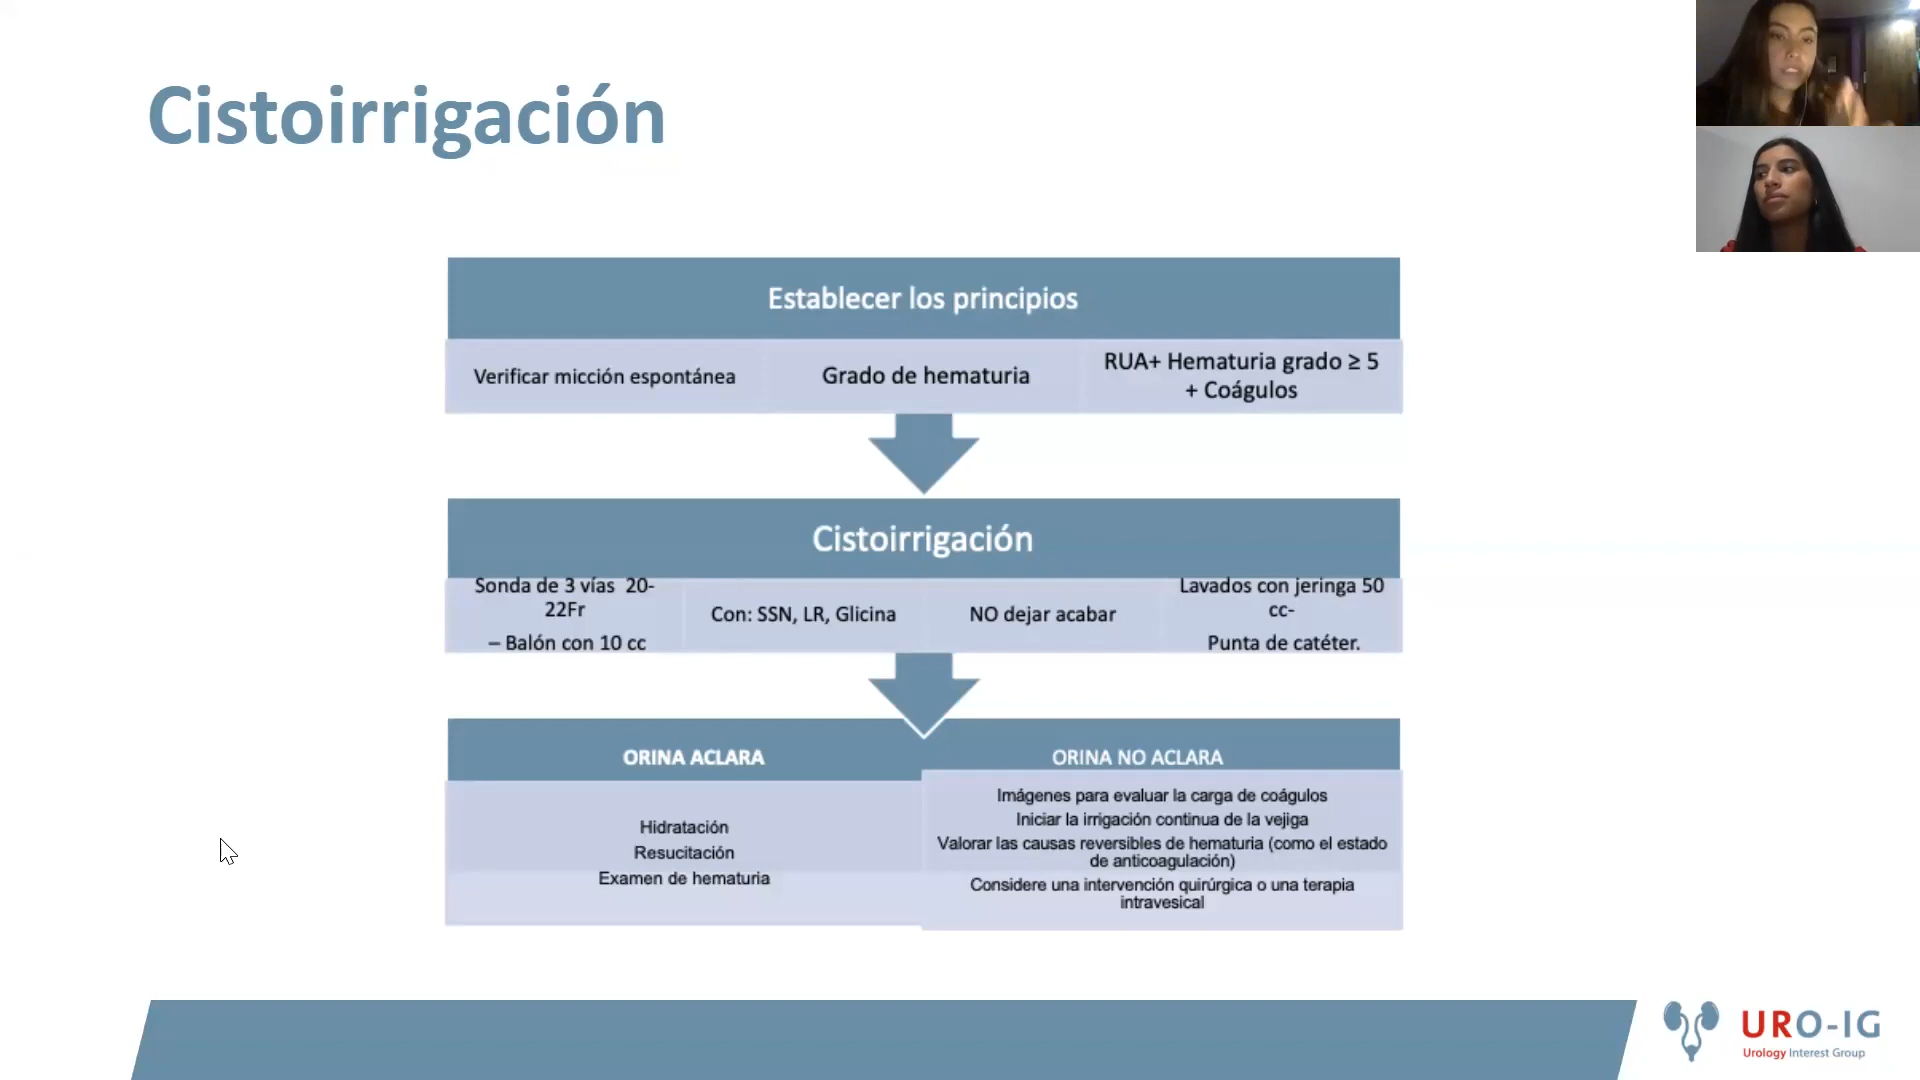 Cistoirrigación
Establecer los principios
Verificar micción espontánea
Grado de hematuria
RUA+ Hematuria grado ≥ 5
+ Coágulos
Cistoirrigación
Sonda de 3 vías 20-
22Fr
– Balón con 10 cc
Con: SSN, LR, Glicina
NO dejar acabar
Lavados con jeringa 50
cc-
Punta de catéter.
ORINA ACLARA
Hidratación
Resucitación
Examen de hematuria
ORINA NO ACLARA
Imágenes para evaluar la carga de coágulos
Iniciar la irrigación continua de la vejiga
Valorar las causas reversibles de hematuria (como el estado
de anticoagulación)
Considere una intervención quirúrgica o una terapia
intravesical
URO-IG
Urology Interest Group